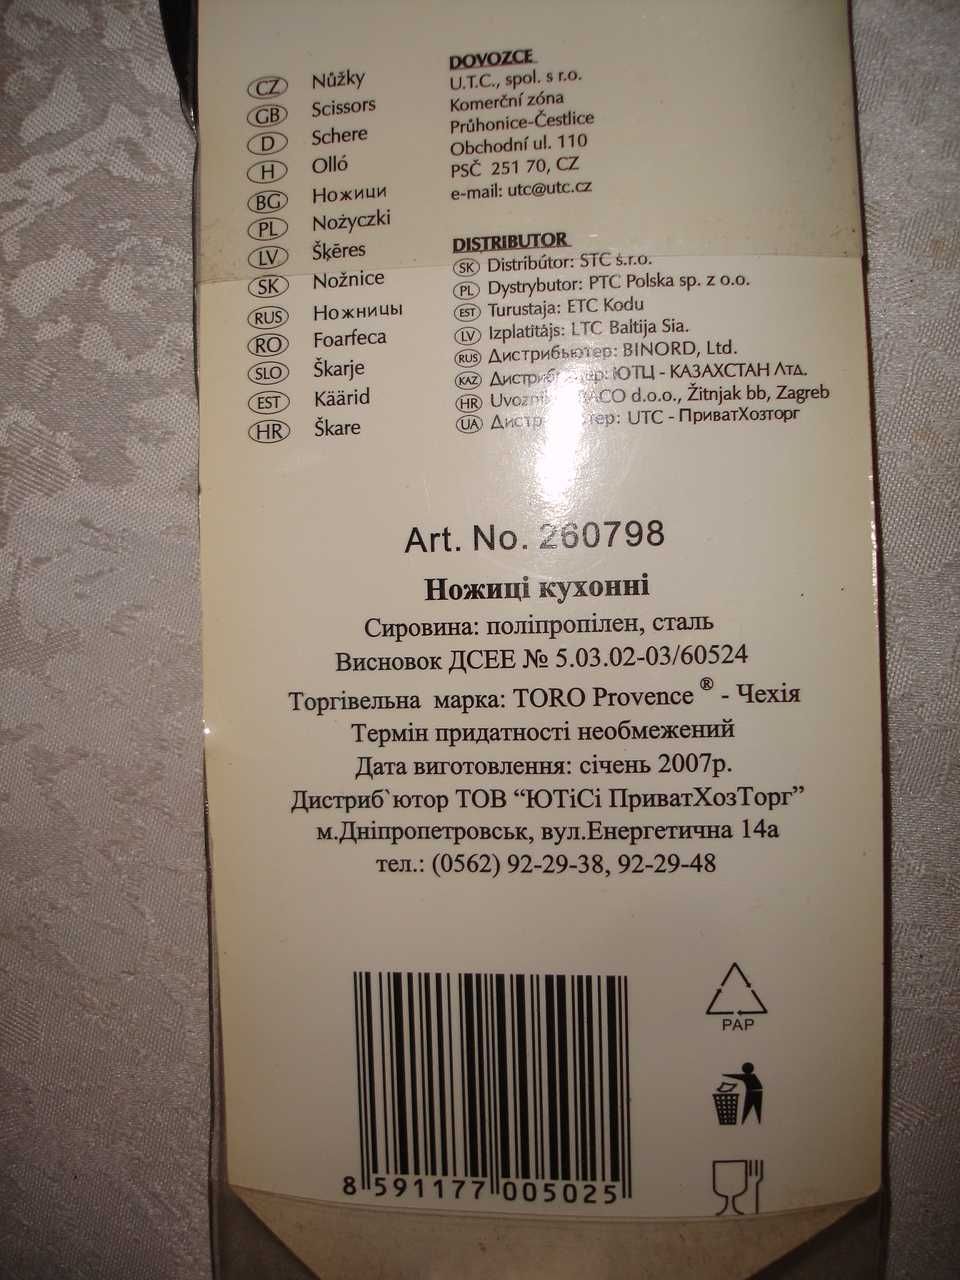 CZ Nůžky
GB Scissors
D Schere
H Olló
BG Ножици
PL Nożyczki
LV Šķēres
SK Nožnice
RUS Ножницы
RO Foarfeca
SLO Škarje
EST Käärid
HR Škare
DOVOZCE
U.T.C., spol. s r.o.
Komerční zóna
Průhonice-Čestlice
Obchodní ul. 110
PSČ 251 70, CZ
e-mail: utc@utc.cz
DISTRIBUTOR
SK Distribútor: STC s.r.o.
PL Dystrybutor: PTC Polska sp. z o.o.
EST Turustaja: ETC Kodu
LV Izplatītājs: LTC Baltija Sia.
RUS Дистрибьютер: BINORD, Ltd.
KAZ ЮТЦ - КАЗАХСТАН Лтд.
HR d.o.o., Žitnjak bb, Zagreb
UA UTC - ПриватХозторг
Art. No. 260798
Ножиці кухонні
Сировина: поліпропілен, сталь
Висновок ДСЕЕ № 5.03.02-03/60524
Торгівельна марка: TORO Provence ® - Чехія
Термін придатності необмежений
Дата виготовлення: січень 2007р.
Дистриб`ютор ТОВ “ЮТіСі ПриватХозТорг”
м.Дніпропетровськ, вул.Енергетична 14а
тел.: (0562) 92-29-38, 92-29-48
PAP
8 591177 005025